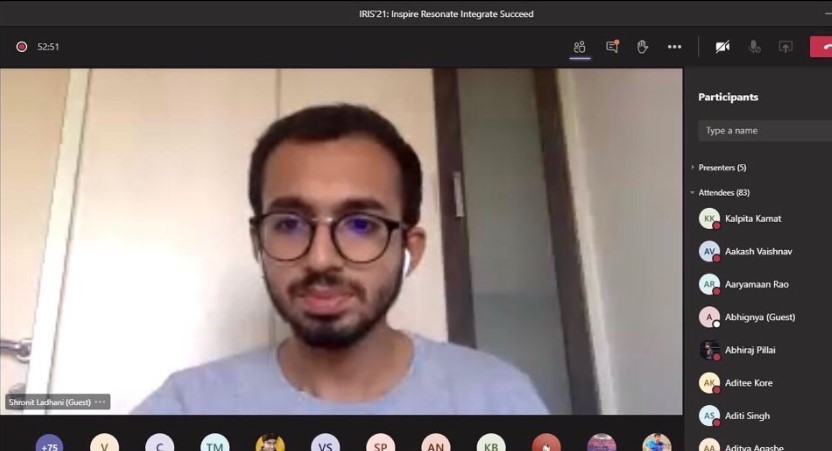 IRIS'21: Inspire Resonate Integrate Succeed
52:51
Participants
Type a name
Presenters (5)
Attendees (83)
KK Kalpita Kamat
AV Aakash Vaishnav
AR Aaryamaan Rao
A Abhignya (Guest)
Abhiraj Pillai
AK Aditee Kore
AS Aditi Singh
AA Aditya Agashe
Shronit Ladhani (Guest) ...
+75 V C TM VS SP AN KB